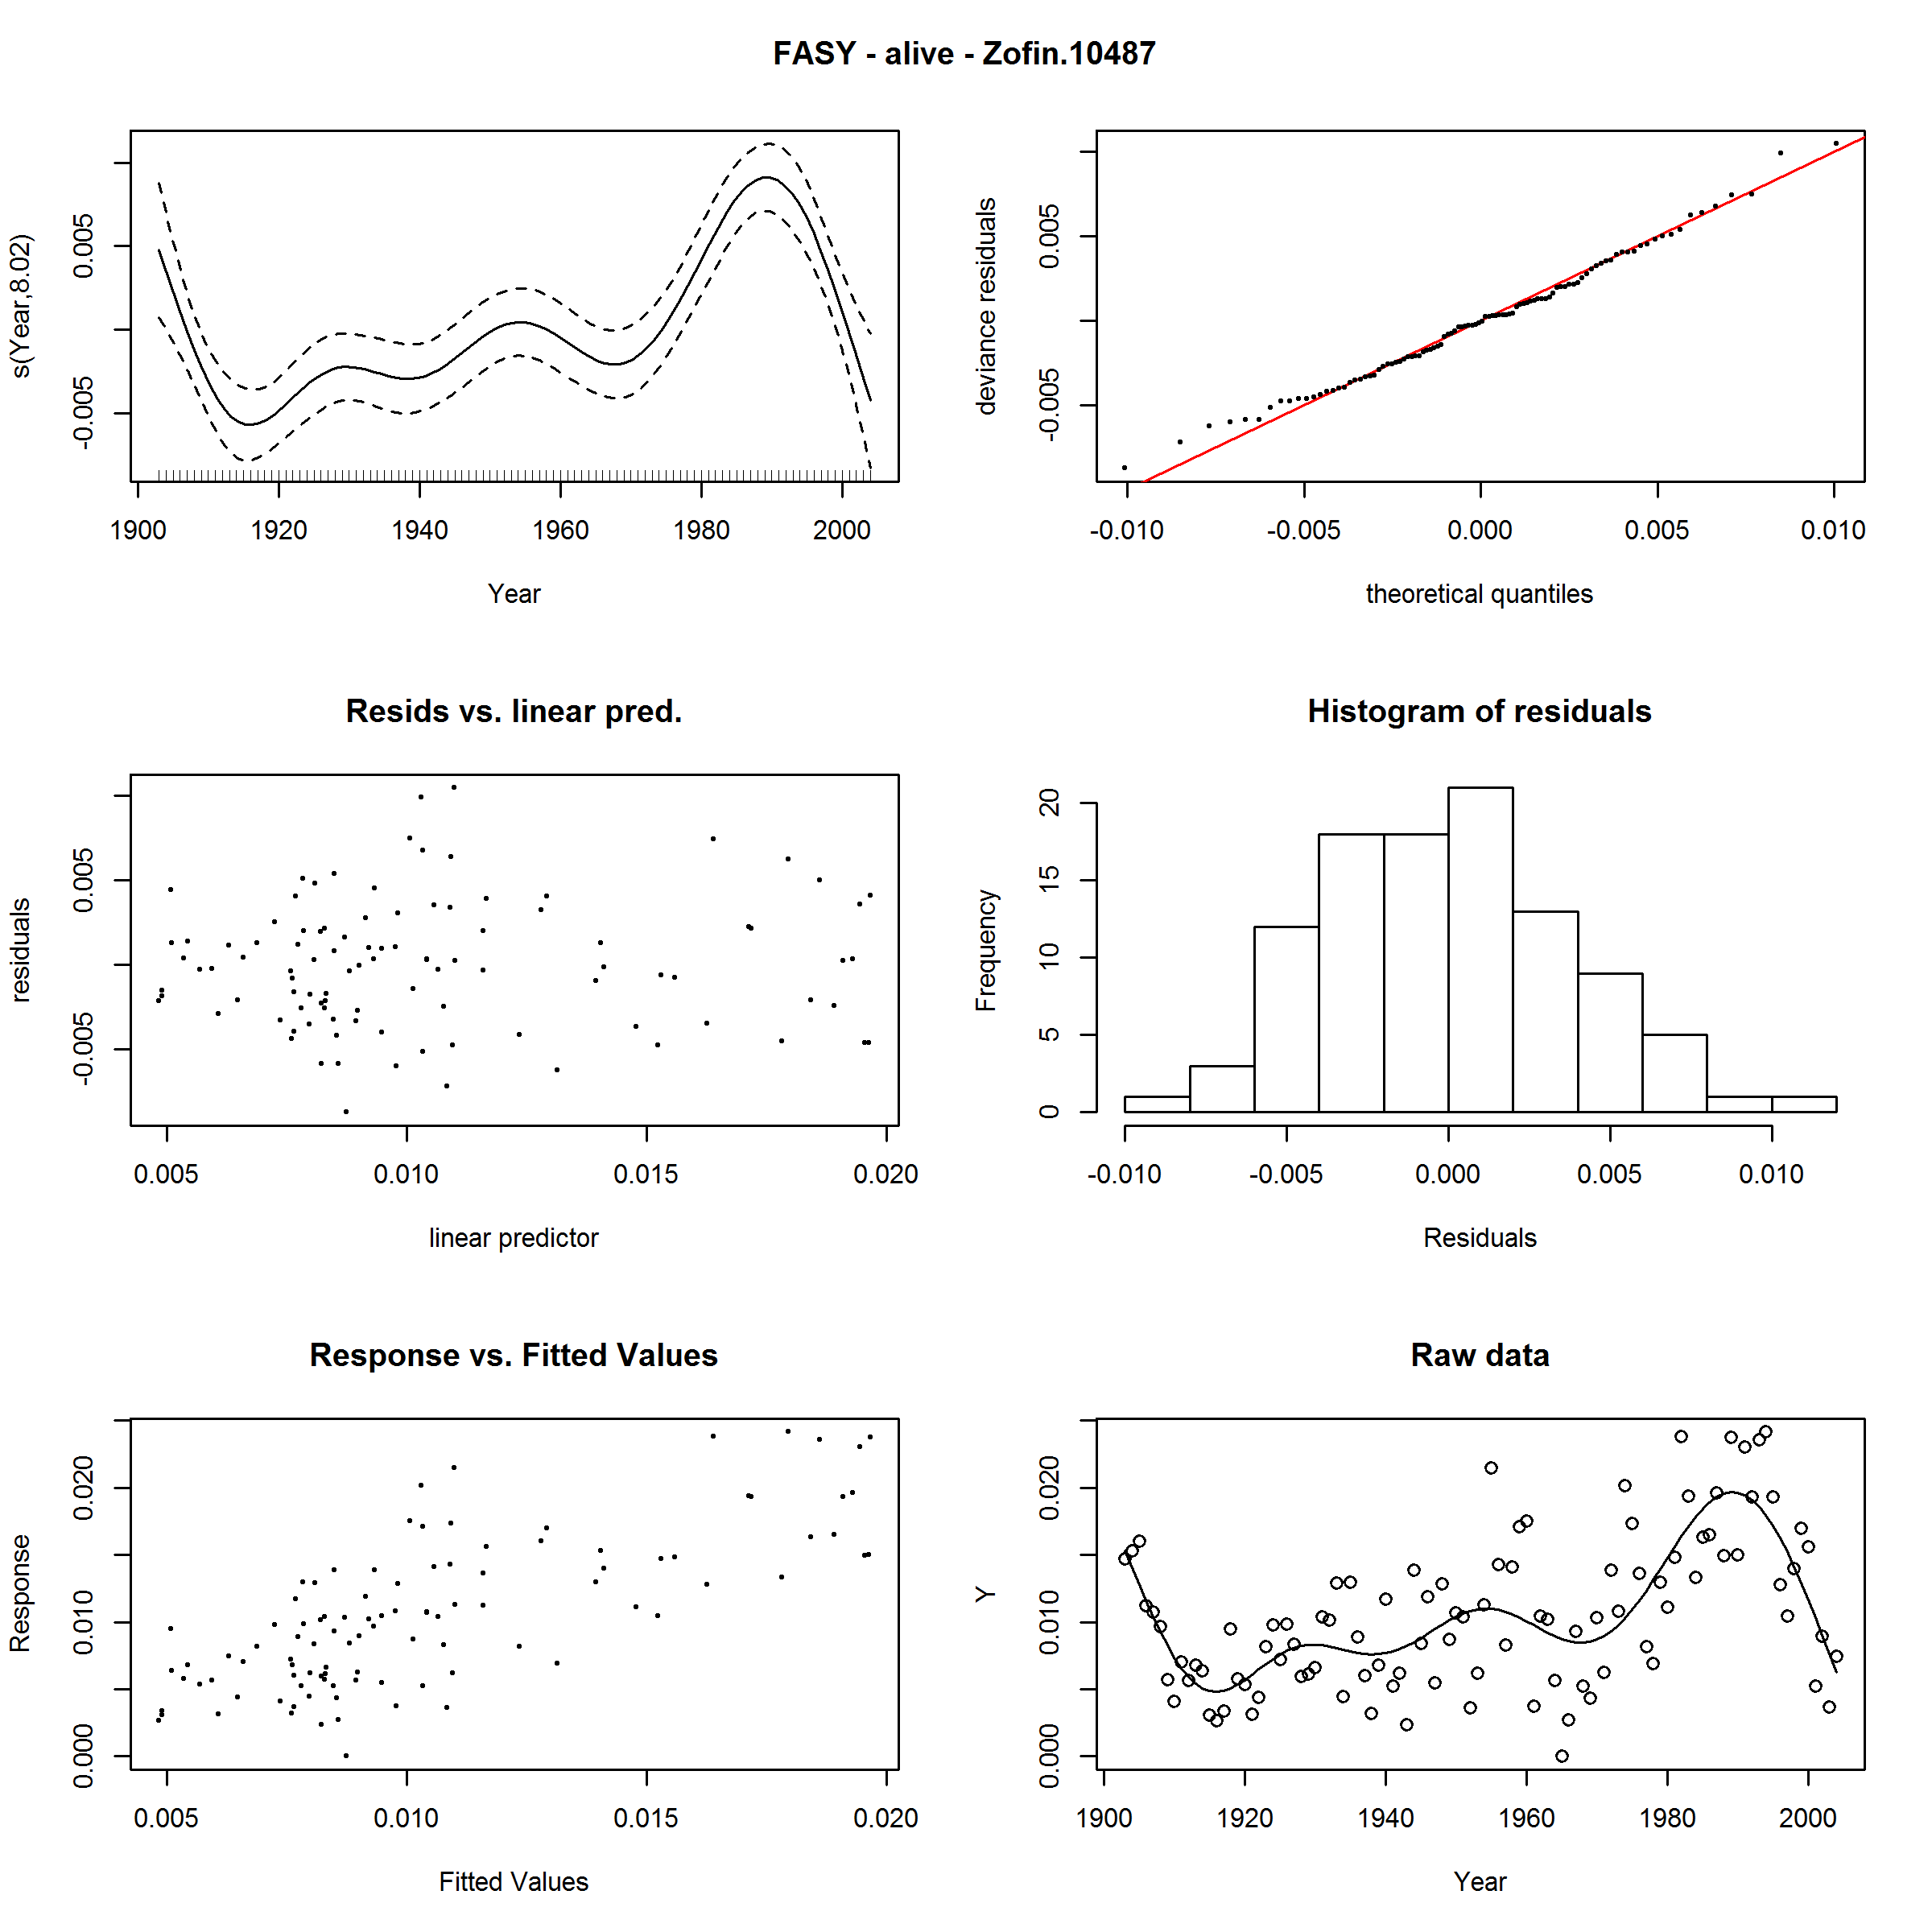 FASY - alive - Zofin.10487
s(Year,8.02)
0.005
-0.005
1900 1920 1940 1960 1980 2000
Year
deviance residuals
0.005
-0.005
-0.010 -0.005 0.000 0.005 0.010
theoretical quantiles
Resids vs. linear pred.
residuals
0.005
-0.005
0.005 0.010 0.015 0.020
linear predictor
Histogram of residuals
Frequency
20
15
10
5
0
-0.010 -0.005 0.000 0.005 0.010
Residuals
Response vs. Fitted Values
Response
0.020
0.010
0.000
0.005 0.010 0.015 0.020
Fitted Values
Raw data
Y
0.020
0.010
0.000
1900 1920 1940 1960 1980 2000
Year